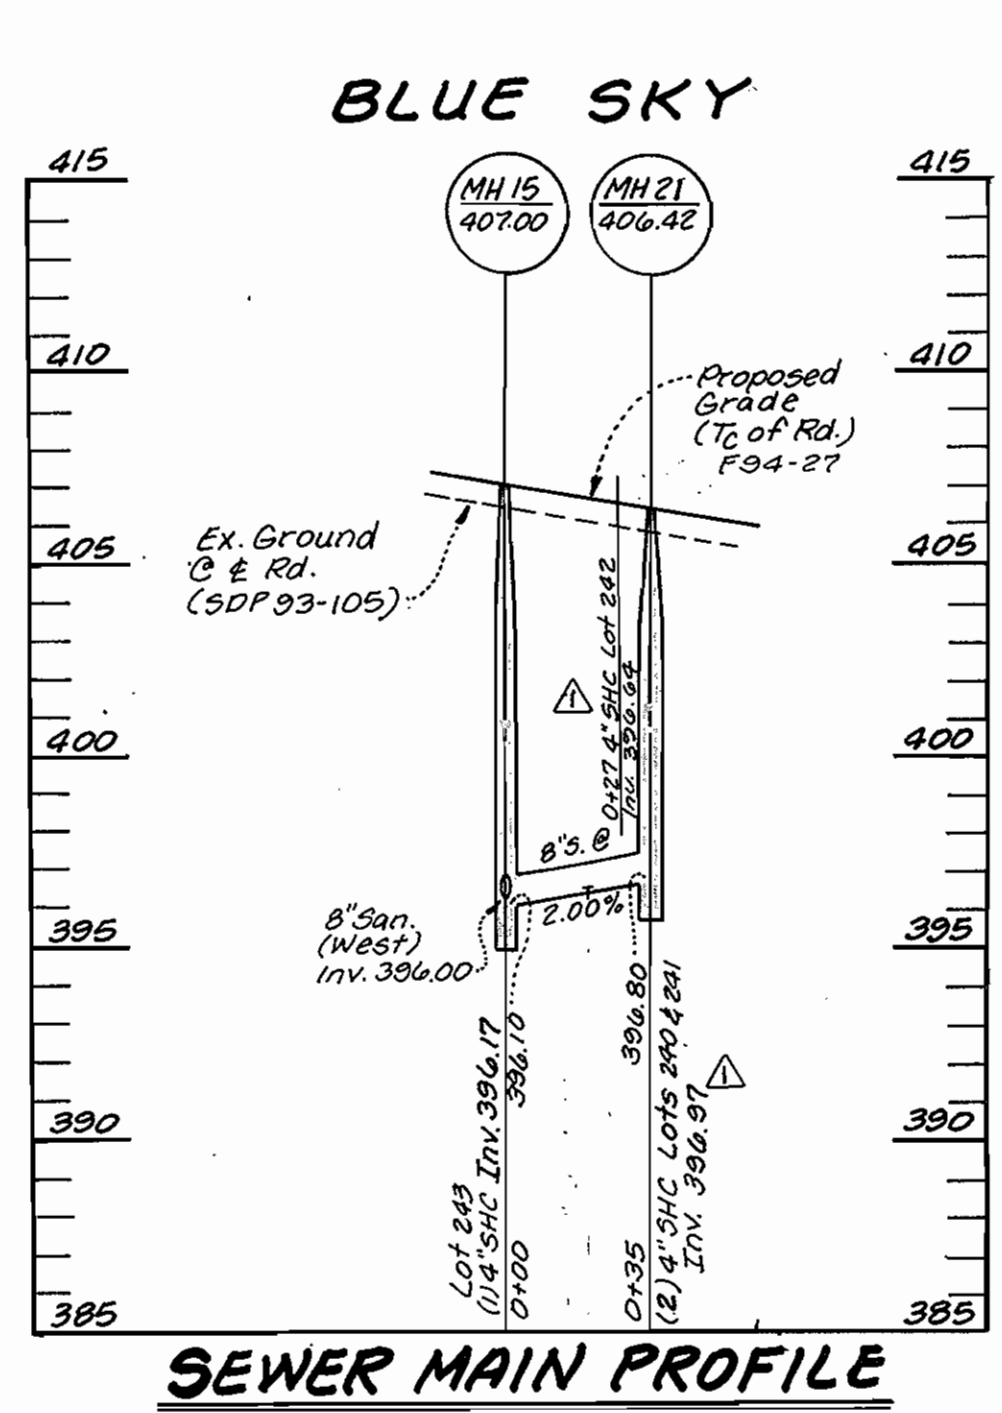 BLUE SKY
415
415
MH 15
407.00
MH 21
406.42
410
410
Proposed
Grade
(Tc of Rd.)
F94-27
Ex. Ground
@ ℄ Rd.
(SDP 93-105)
405
405
0+27 4"SHC Lot 242
Inv. 396.64
1
400
400
8"S. @
2.00%
8"San.
(West)
Inv. 396.00
395
395
396.10
396.80
Lot 243
(1) 4"SHC Inv. 396.17
0+00
0+35
(2) 4"SHC Lots 240 & 241
Inv. 396.97
1
390
390
385
385
SEWER MAIN PROFILE